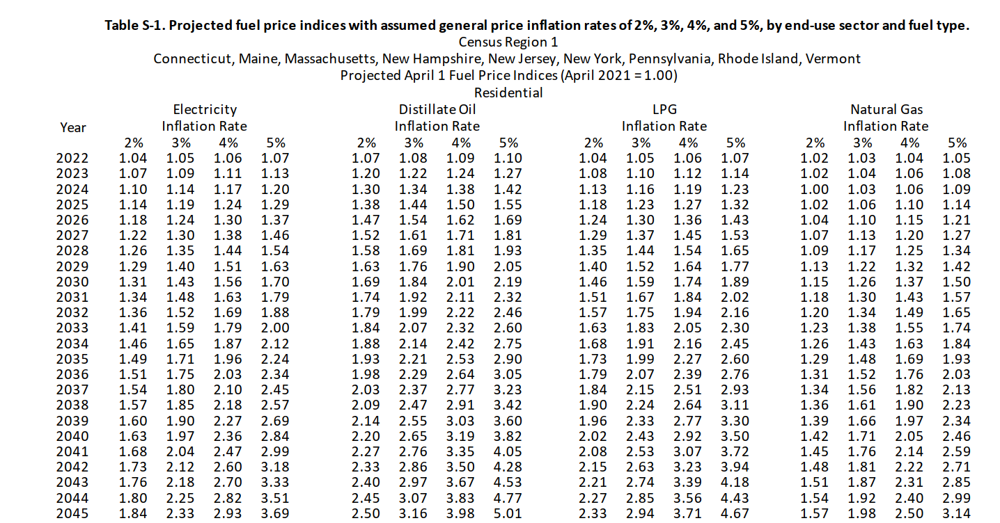 Table S-1. Projected fuel price indices with assumed general price inflation rates of 2%, 3%, 4%, and 5%, by end-use sector and fuel type.
Census Region 1
Connecticut, Maine, Massachusetts, New Hampshire, New Jersey, New York, Pennsylvania, Rhode Island, Vermont
Projected April 1 Fuel Price Indices (April 2021 = 1.00)
Residential
Electricity Distillate Oil LPG Natural Gas
Year Inflation Rate Inflation Rate Inflation Rate Inflation Rate
2% 3% 4% 5% 2% 3% 4% 5% 2% 3% 4% 5% 2% 3% 4% 5%
2022 1.04 1.05 1.06 1.07 1.07 1.08 1.09 1.10 1.04 1.05 1.06 1.07 1.02 1.03 1.04 1.05
2023 1.07 1.09 1.11 1.13 1.20 1.22 1.24 1.27 1.08 1.10 1.12 1.14 1.02 1.04 1.06 1.08
2024 1.10 1.14 1.17 1.20 1.30 1.34 1.38 1.42 1.13 1.16 1.19 1.23 1.00 1.03 1.06 1.09
2025 1.14 1.19 1.24 1.29 1.38 1.44 1.50 1.55 1.18 1.23 1.27 1.32 1.02 1.06 1.10 1.14
2026 1.18 1.24 1.30 1.37 1.47 1.54 1.62 1.69 1.24 1.30 1.36 1.43 1.04 1.10 1.15 1.21
2027 1.22 1.30 1.38 1.46 1.52 1.61 1.71 1.81 1.29 1.37 1.45 1.53 1.07 1.13 1.20 1.27
2028 1.26 1.35 1.44 1.54 1.58 1.69 1.81 1.93 1.35 1.44 1.54 1.65 1.09 1.17 1.25 1.34
2029 1.29 1.40 1.51 1.63 1.63 1.76 1.90 2.05 1.40 1.52 1.64 1.77 1.13 1.22 1.32 1.42
2030 1.31 1.43 1.56 1.70 1.69 1.84 2.01 2.19 1.46 1.59 1.74 1.89 1.15 1.26 1.37 1.50
2031 1.34 1.48 1.63 1.79 1.74 1.92 2.11 2.32 1.51 1.67 1.84 2.02 1.18 1.30 1.43 1.57
2032 1.36 1.52 1.69 1.88 1.79 1.99 2.22 2.46 1.57 1.75 1.94 2.16 1.20 1.34 1.49 1.65
2033 1.41 1.59 1.79 2.00 1.84 2.07 2.32 2.60 1.63 1.83 2.05 2.30 1.23 1.38 1.55 1.74
2034 1.46 1.65 1.87 2.12 1.88 2.14 2.42 2.75 1.68 1.91 2.16 2.45 1.26 1.43 1.63 1.84
2035 1.49 1.71 1.96 2.24 1.93 2.21 2.53 2.90 1.73 1.99 2.27 2.60 1.29 1.48 1.69 1.93
2036 1.51 1.75 2.03 2.34 1.98 2.29 2.64 3.05 1.79 2.07 2.39 2.76 1.31 1.52 1.76 2.03
2037 1.54 1.80 2.10 2.45 2.03 2.37 2.77 3.23 1.84 2.15 2.51 2.93 1.34 1.56 1.82 2.13
2038 1.57 1.85 2.18 2.57 2.09 2.47 2.91 3.42 1.90 2.24 2.64 3.11 1.36 1.61 1.90 2.23
2039 1.60 1.90 2.27 2.69 2.14 2.55 3.03 3.60 1.96 2.33 2.77 3.30 1.39 1.66 1.97 2.34
2040 1.63 1.97 2.36 2.84 2.20 2.65 3.19 3.82 2.02 2.43 2.92 3.50 1.42 1.71 2.05 2.46
2041 1.68 2.04 2.47 2.99 2.27 2.76 3.35 4.05 2.08 2.53 3.07 3.72 1.45 1.76 2.14 2.59
2042 1.73 2.12 2.60 3.18 2.33 2.86 3.50 4.28 2.15 2.63 3.23 3.94 1.48 1.81 2.22 2.71
2043 1.76 2.18 2.70 3.33 2.40 2.97 3.67 4.53 2.21 2.74 3.39 4.18 1.51 1.87 2.31 2.85
2044 1.80 2.25 2.82 3.51 2.45 3.07 3.83 4.77 2.27 2.85 3.56 4.43 1.54 1.92 2.40 2.99
2045 1.84 2.33 2.93 3.69 2.50 3.16 3.98 5.01 2.33 2.94 3.71 4.67 1.57 1.98 2.50 3.14